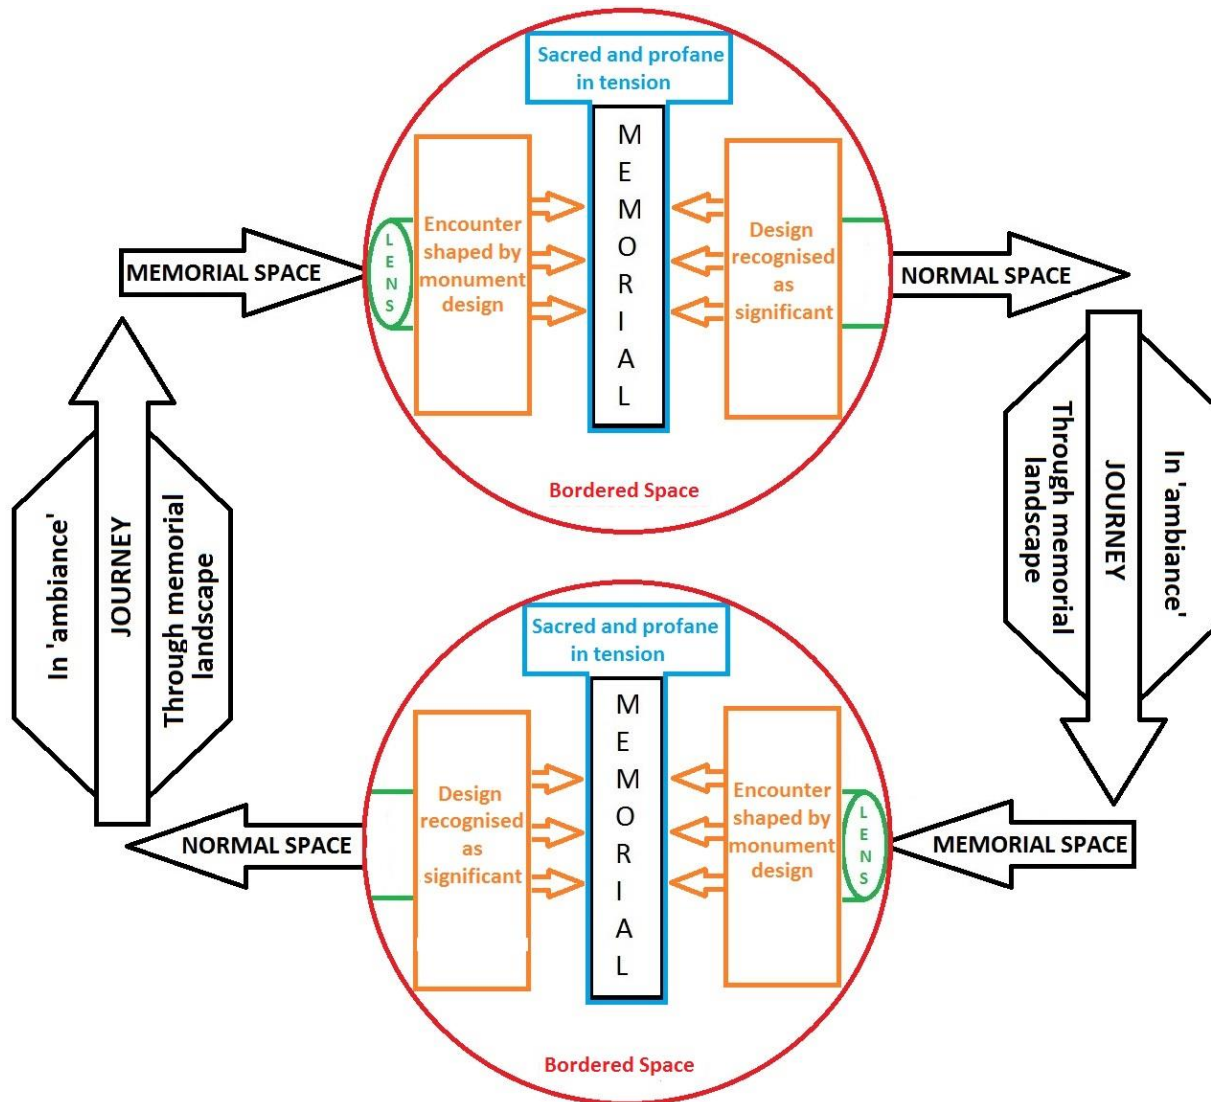 Sacred and profane
in tension
MEMORIAL
LENS
Encounter
shaped by
monument
design
Design
recognised
as
significant
Bordered Space
MEMORIAL SPACE
NORMAL SPACE
In 'ambiance'
JOURNEY
Through memorial
landscape
Through memorial
landscape
JOURNEY
In 'ambiance'
Sacred and profane
in tension
MEMORIAL
Design
recognised
as
significant
Encounter
shaped by
monument
design
LENS
Bordered Space
NORMAL SPACE
MEMORIAL SPACE